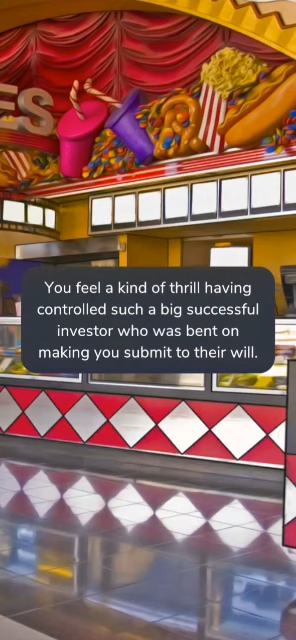 ES
You feel a kind of thrill having
controlled such a big successful
investor who was bent on
making you submit to their will.